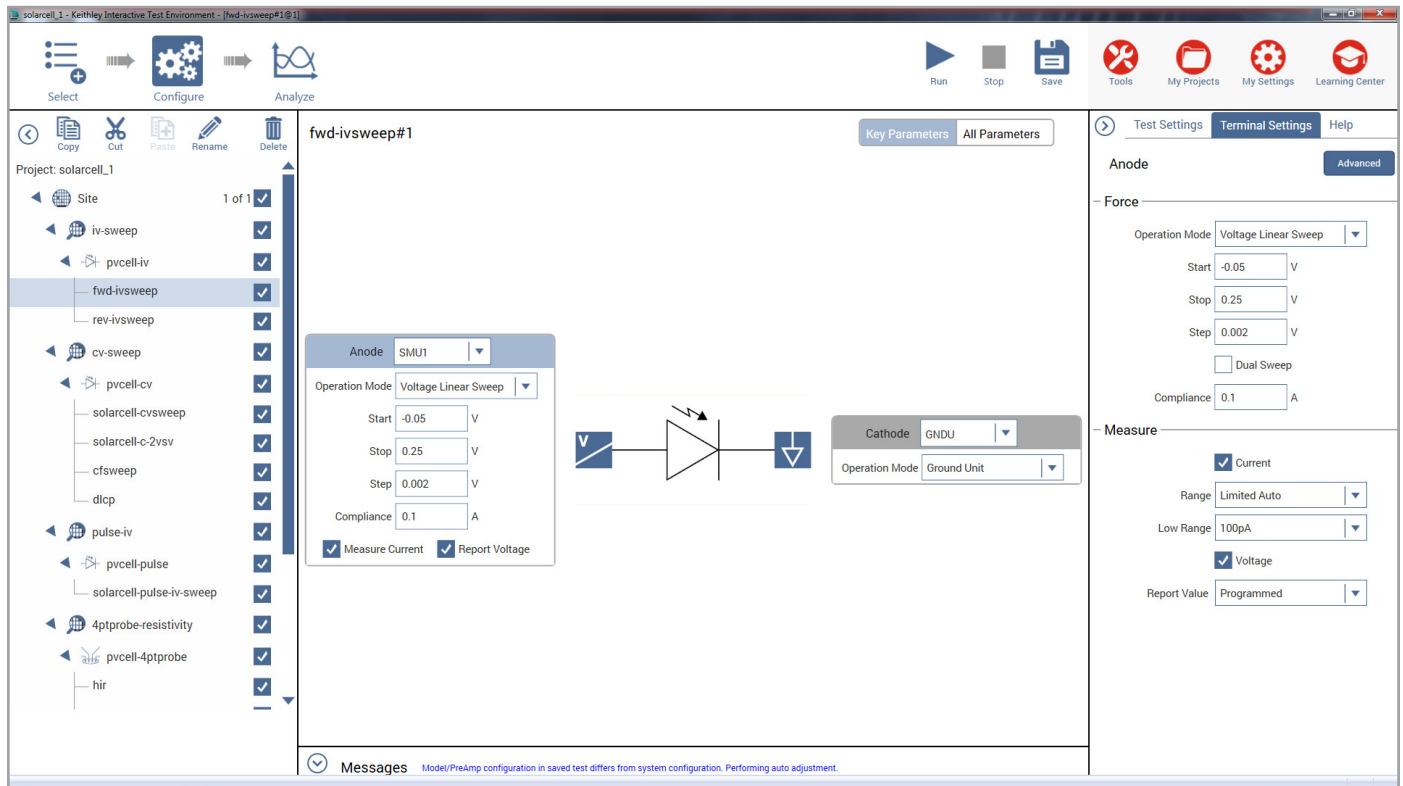 solarcell_1 - Keithley Interactive Test Environment - [fwd-ivsweep#1@1]
Select
Configure
Analyze
Run
Stop
Save
Tools
My Projects
My Settings
Learning Center
Copy
Cut
Paste
Rename
Delete
Project: solarcell_1
Site 1 of 1
iv-sweep
pvcell-iv
fwd-ivsweep
rev-ivsweep
cv-sweep
pvcell-cv
solarcell-cvsweep
solarcell-c-2vsv
cfsweep
dlcp
pulse-iv
pvcell-pulse
solarcell-pulse-iv-sweep
4ptprobe-resistivity
pvcell-4ptprobe
hir
fwd-ivsweep#1
Key Parameters
All Parameters
Anode SMU1
Operation Mode Voltage Linear Sweep
Start -0.05 V
Stop 0.25 V
Step 0.002 V
Compliance 0.1 A
Measure Current Report Voltage
V
Cathode GNDU
Operation Mode Ground Unit
Messages Model/PreAmp configuration in saved test differs from system configuration. Performing auto adjustment.
Test Settings
Terminal Settings
Help
Anode
Advanced
Force
Operation Mode Voltage Linear Sweep
Start -0.05 V
Stop 0.25 V
Step 0.002 V
Dual Sweep
Compliance 0.1 A
Measure
Current
Range Limited Auto
Low Range 100pA
Voltage
Report Value Programmed